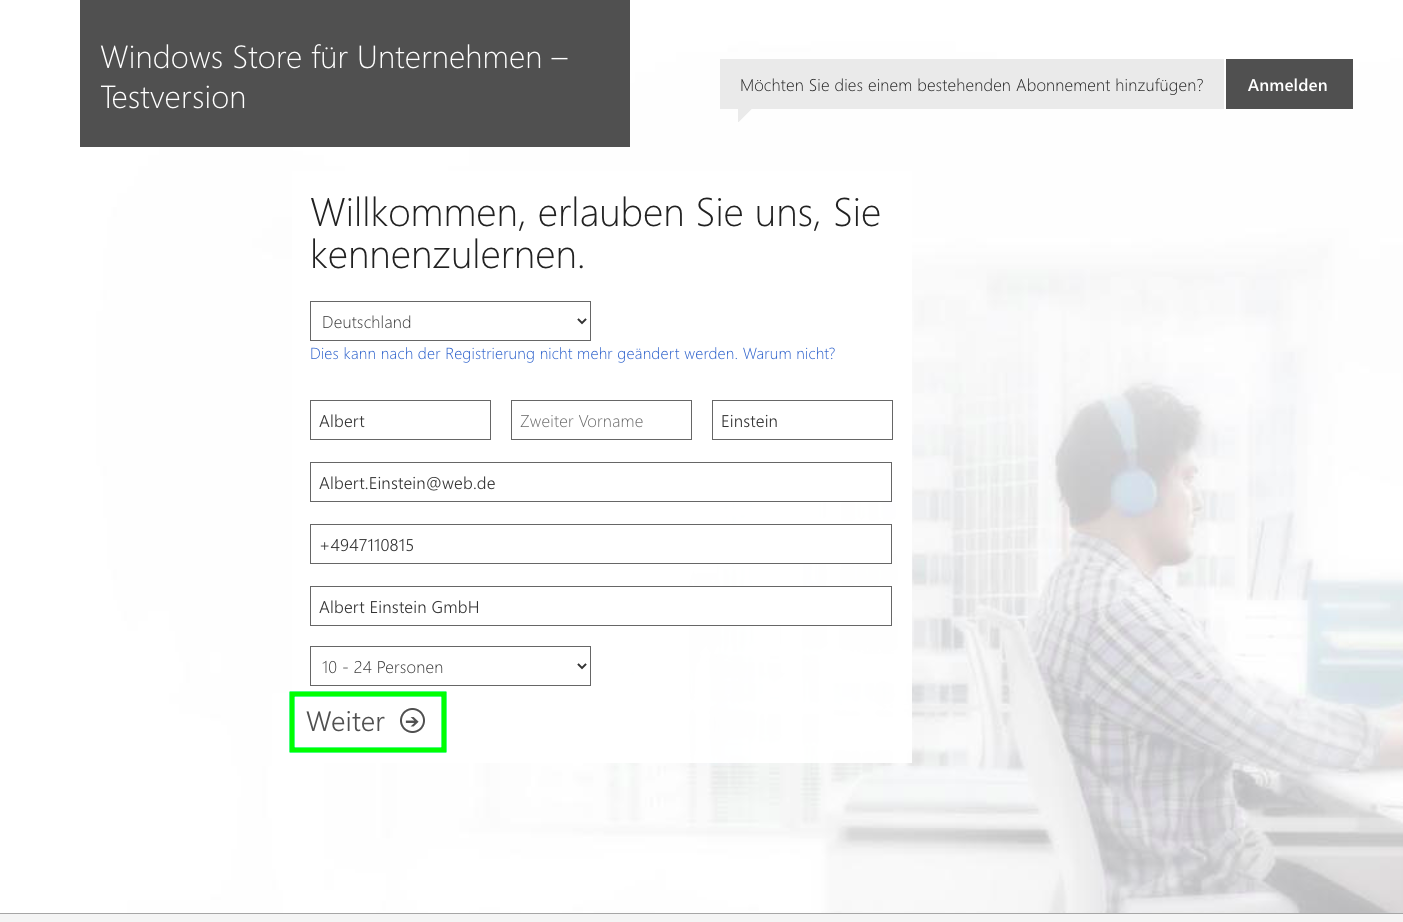 Windows Store für Unternehmen –
Testversion
Möchten Sie dies einem bestehenden Abonnement hinzufügen?
Anmelden
Willkommen, erlauben Sie uns, Sie
kennenzulernen.
Deutschland
Dies kann nach der Registrierung nicht mehr geändert werden. Warum nicht?
Albert
Zweiter Vorname
Einstein
Albert.Einstein@web.de
+4947110815
Albert Einstein GmbH
10 - 24 Personen
Weiter